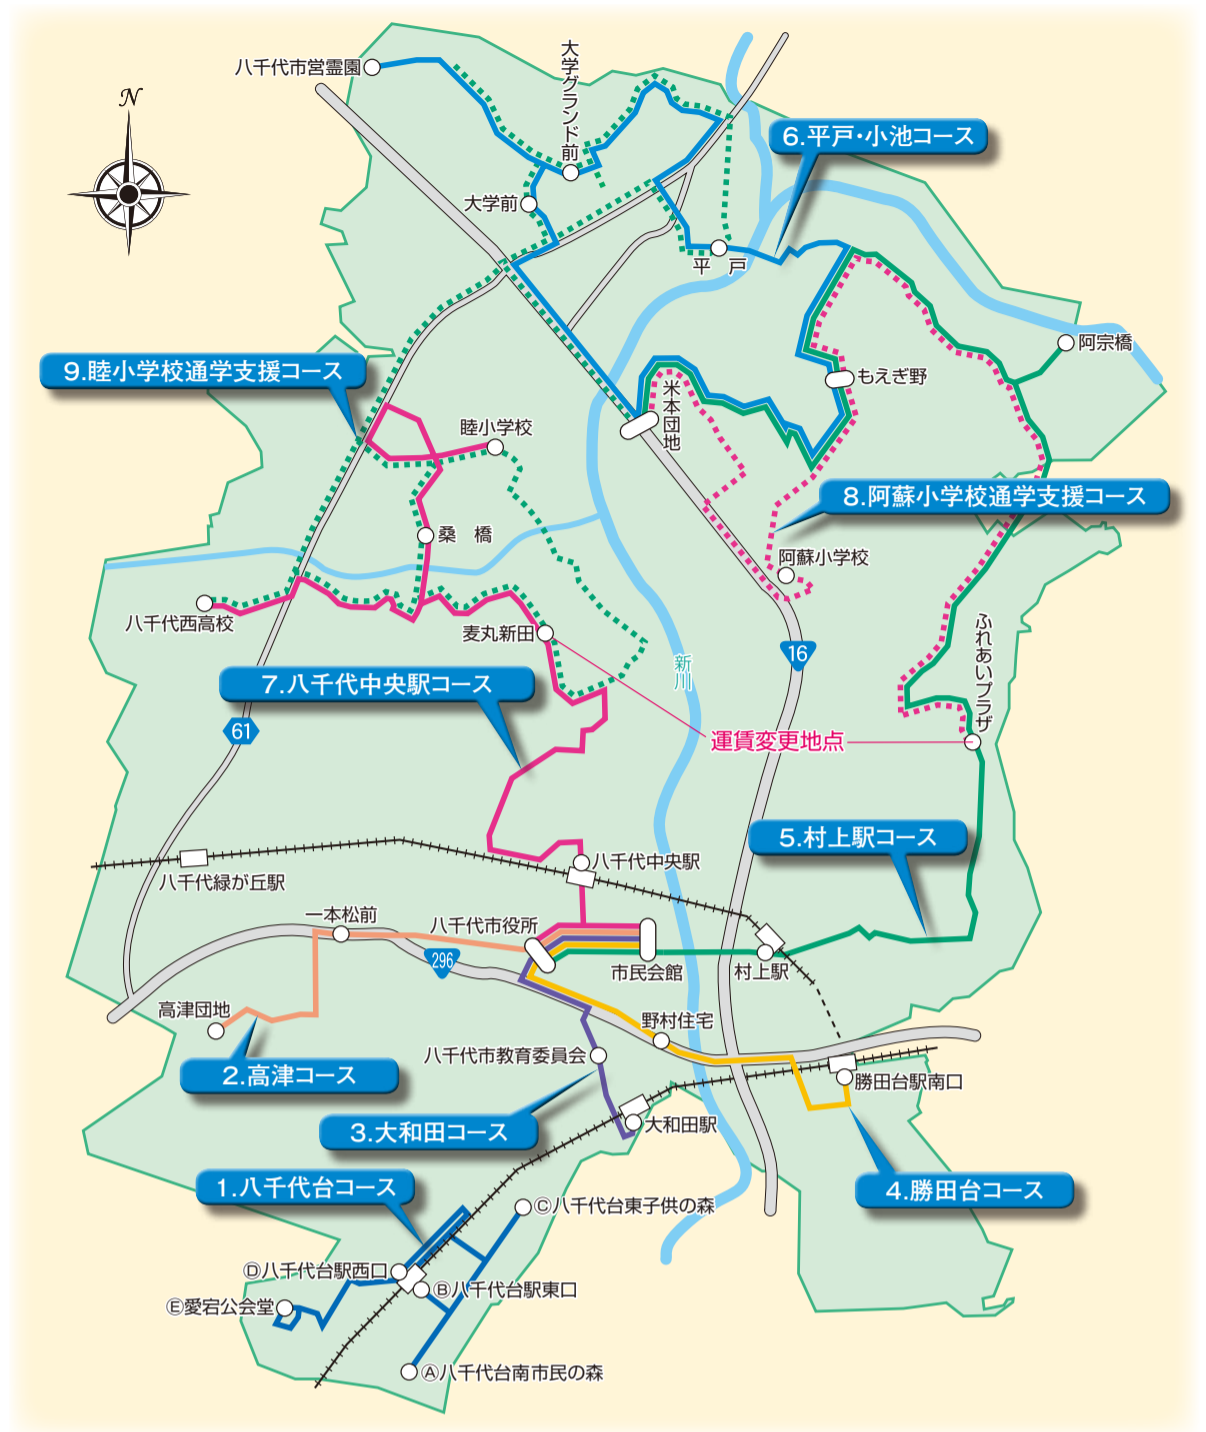 八千代市営霊園
大学グランド前
N
6.平戸・小池コース
大学前
平　戸
阿宗橋
9.睦小学校通学支援コース
もえぎ野
米本団地
睦小学校
8.阿蘇小学校通学支援コース
桑　橋
阿蘇小学校
八千代西高校
麦丸新田
ふれあいプラザ
16
新川
7.八千代中央駅コース
61
運賃変更地点
5.村上駅コース
八千代中央駅
八千代緑が丘駅
一本松前
八千代市役所
296
市民会館
村上駅
高津団地
野村住宅
八千代市教育委員会
2.高津コース
勝田台駅南口
3.大和田コース
大和田駅
1.八千代台コース
4.勝田台コース
Ⓒ八千代台東子供の森
Ⓓ八千代台駅西口
Ⓑ八千代台駅東口
Ⓔ愛宕公会堂
Ⓐ八千代台南市民の森